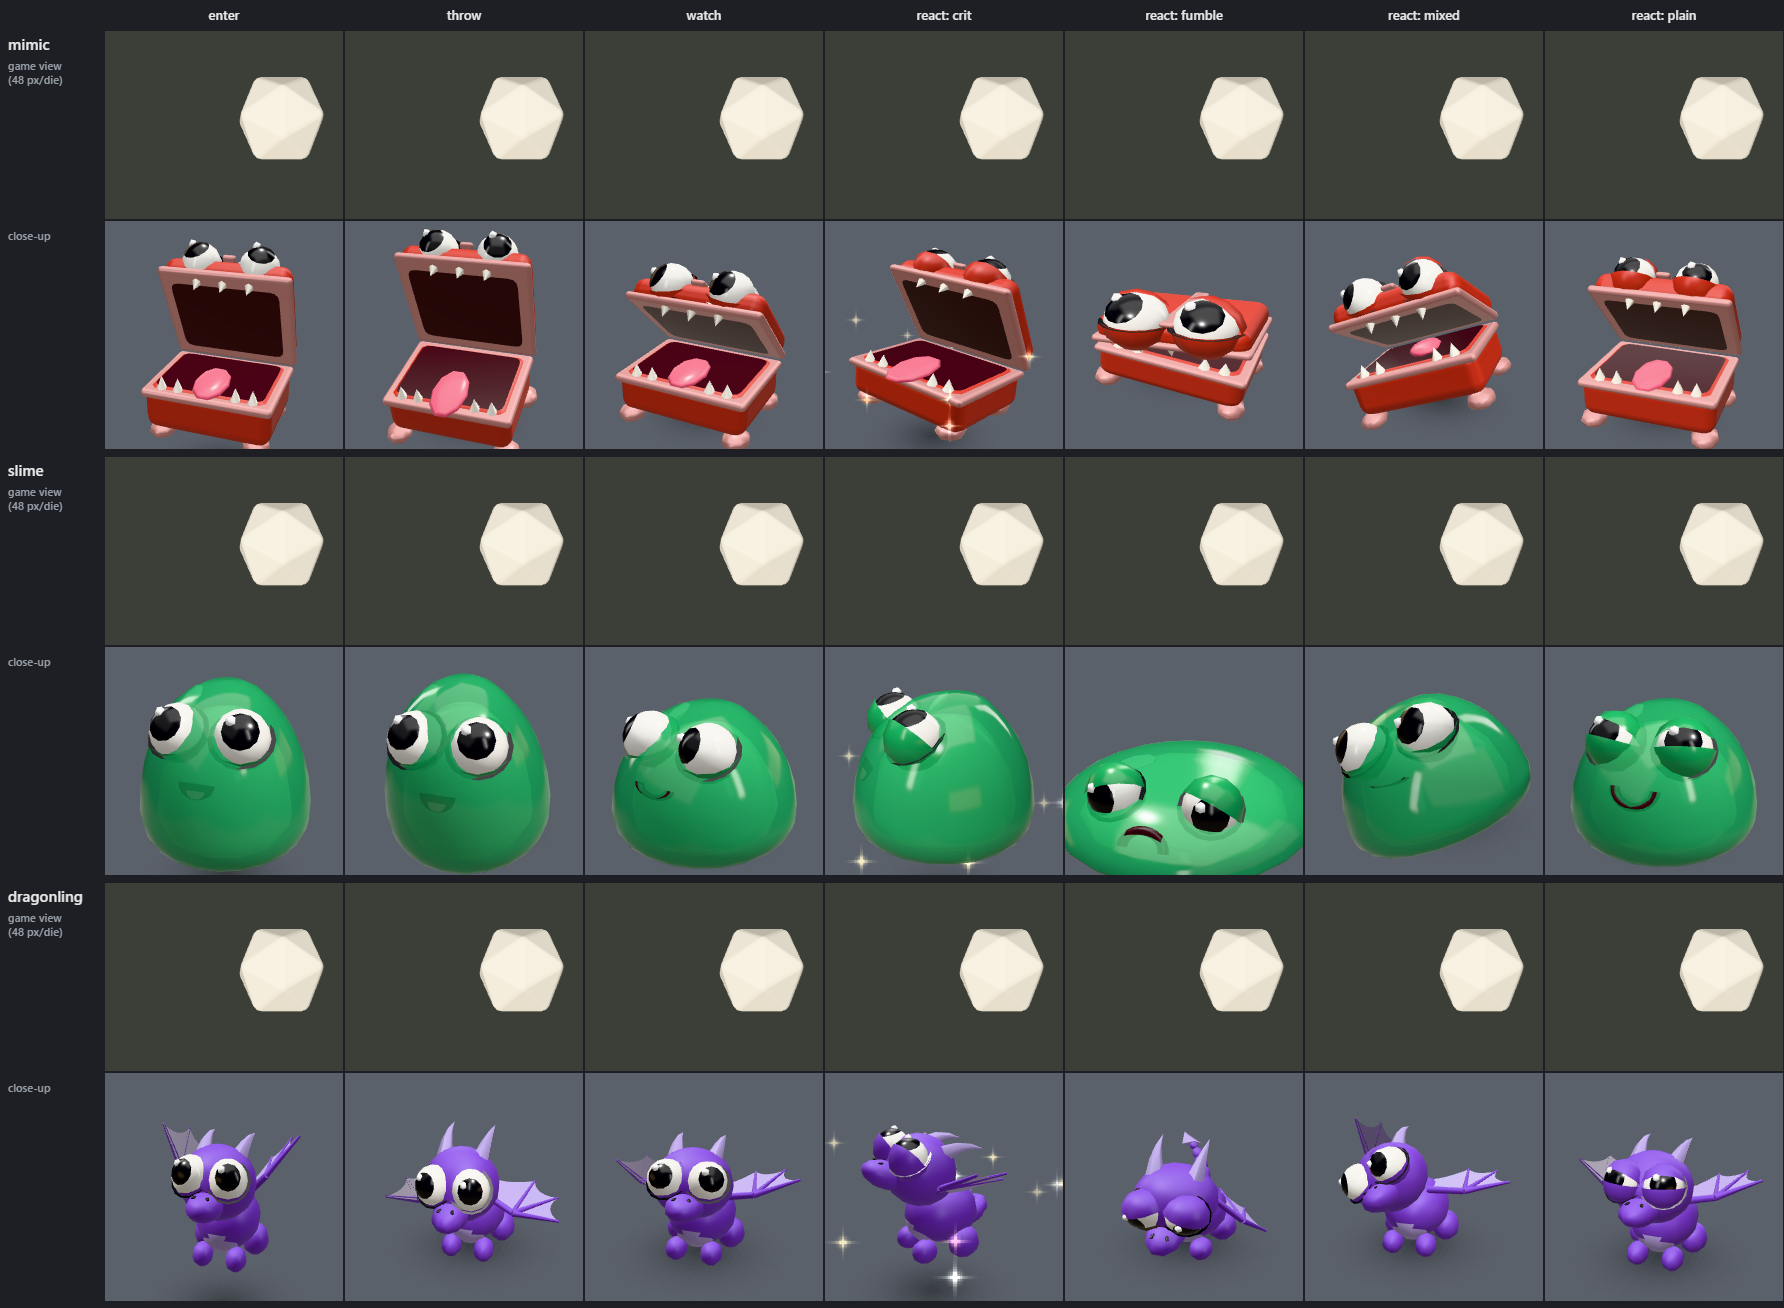 enter throw watch react: crit react: fumble react: mixed react: plain
mimic
game view
(48 px/die)
close-up
slime
game view
(48 px/die)
close-up
dragonling
game view
(48 px/die)
close-up